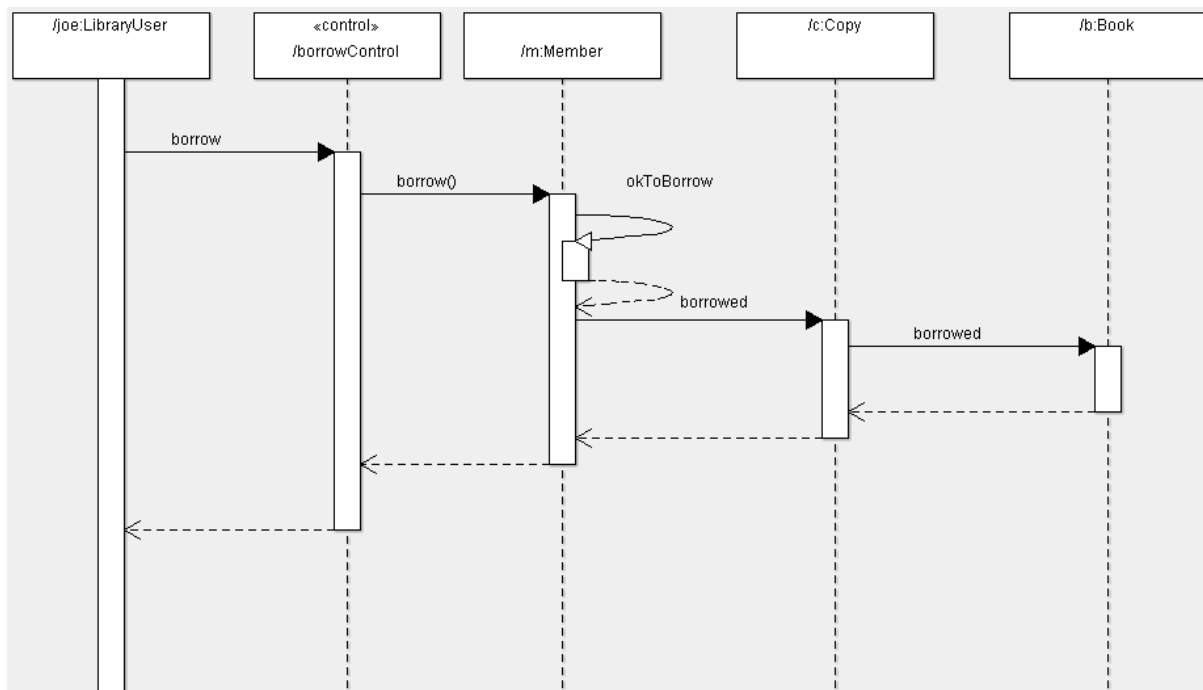 /joe:LibraryUser
«control»
/borrowControl
/m:Member
/c:Copy
/b:Book
borrow
borrow()
okToBorrow
borrowed
borrowed